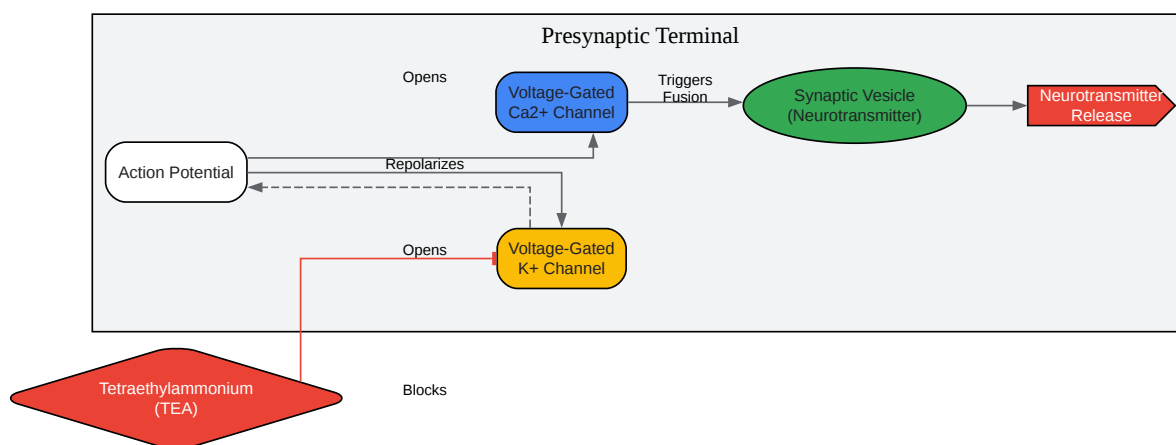 Presynaptic Terminal
Opens
Voltage-Gated
Ca2+ Channel
Triggers
Fusion
Synaptic Vesicle
(Neurotransmitter)
Neurotransmitter
Release
Action Potential
Repolarizes
Opens
Voltage-Gated
K+ Channel
Tetraethylammonium
(TEA)
Blocks